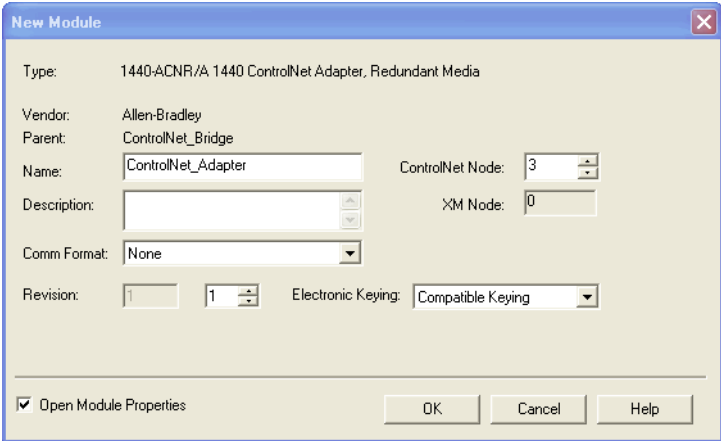 New Module
Type: 1440-ACNR/A 1440 ControlNet Adapter, Redundant Media
Vendor: Allen-Bradley
Parent: ControlNet_Bridge
Name: ControlNet_Adapter ControlNet Node: 3
Description: XM Node: 0
Comm Format: None
Revision: 1 1 Electronic Keying: Compatible Keying
Open Module Properties OK Cancel Help